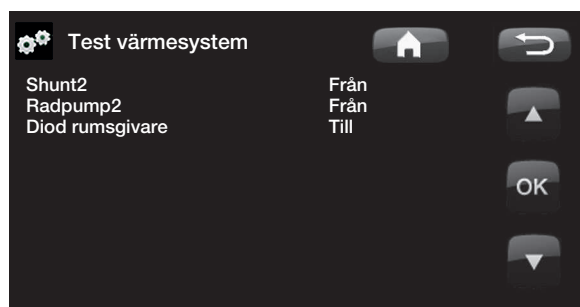 Test värmesystem
Shunt2 Från
Radpump2 Från
Diod rumsgivare Till
OK